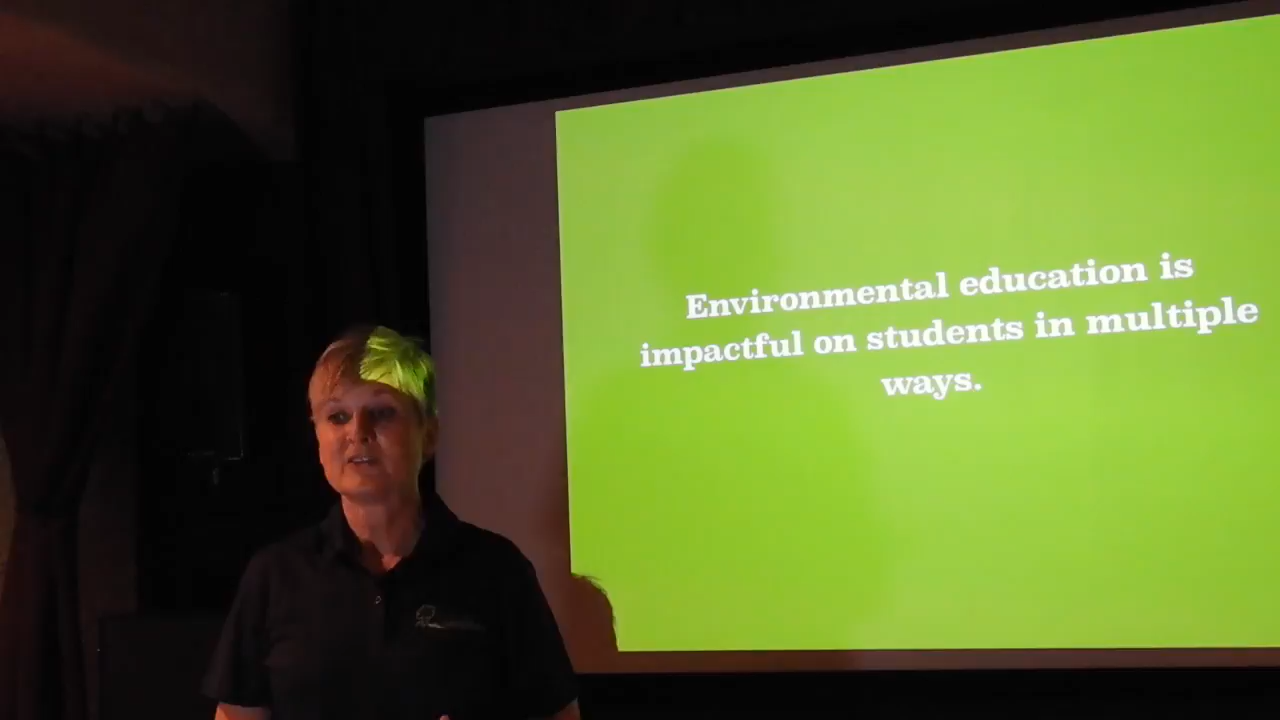 Environmental education is
impactful on students in multiple
ways.